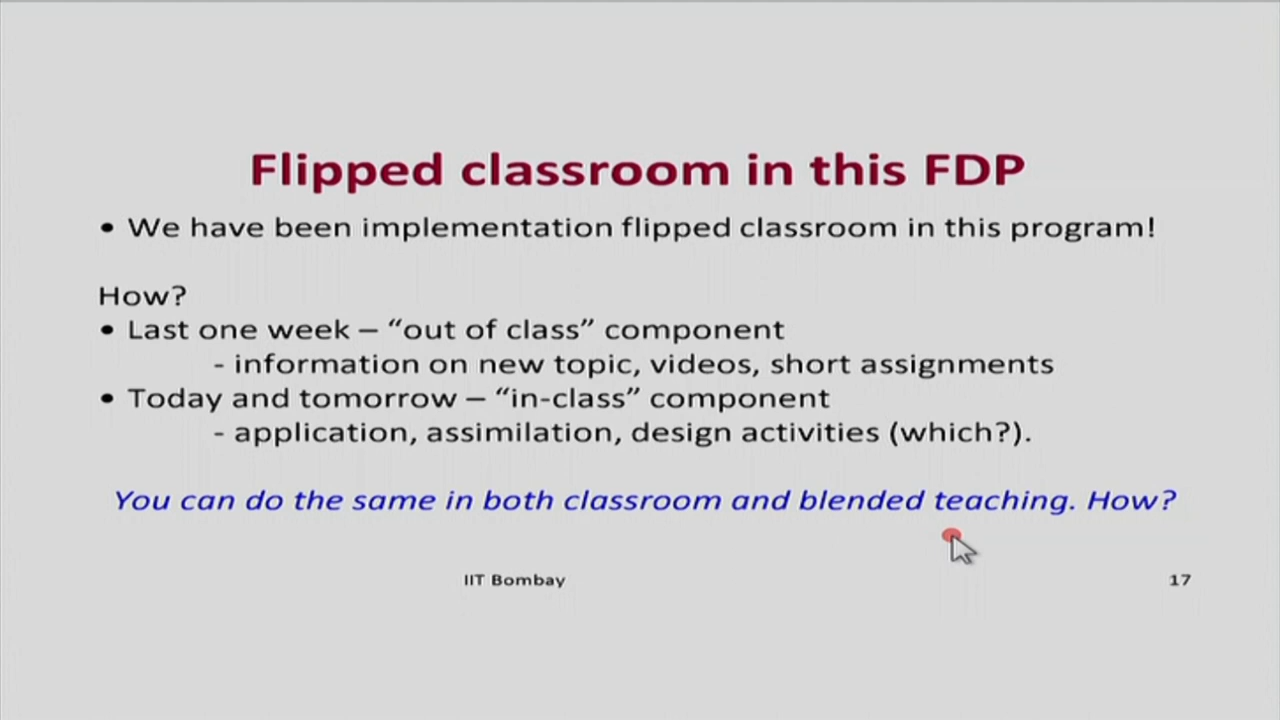 Flipped classroom in this FDP
• We have been implementation flipped classroom in this program!
How?
• Last one week – “out of class” component
- information on new topic, videos, short assignments
• Today and tomorrow – “in-class” component
- application, assimilation, design activities (which?).
You can do the same in both classroom and blended teaching. How?
IIT Bombay
17